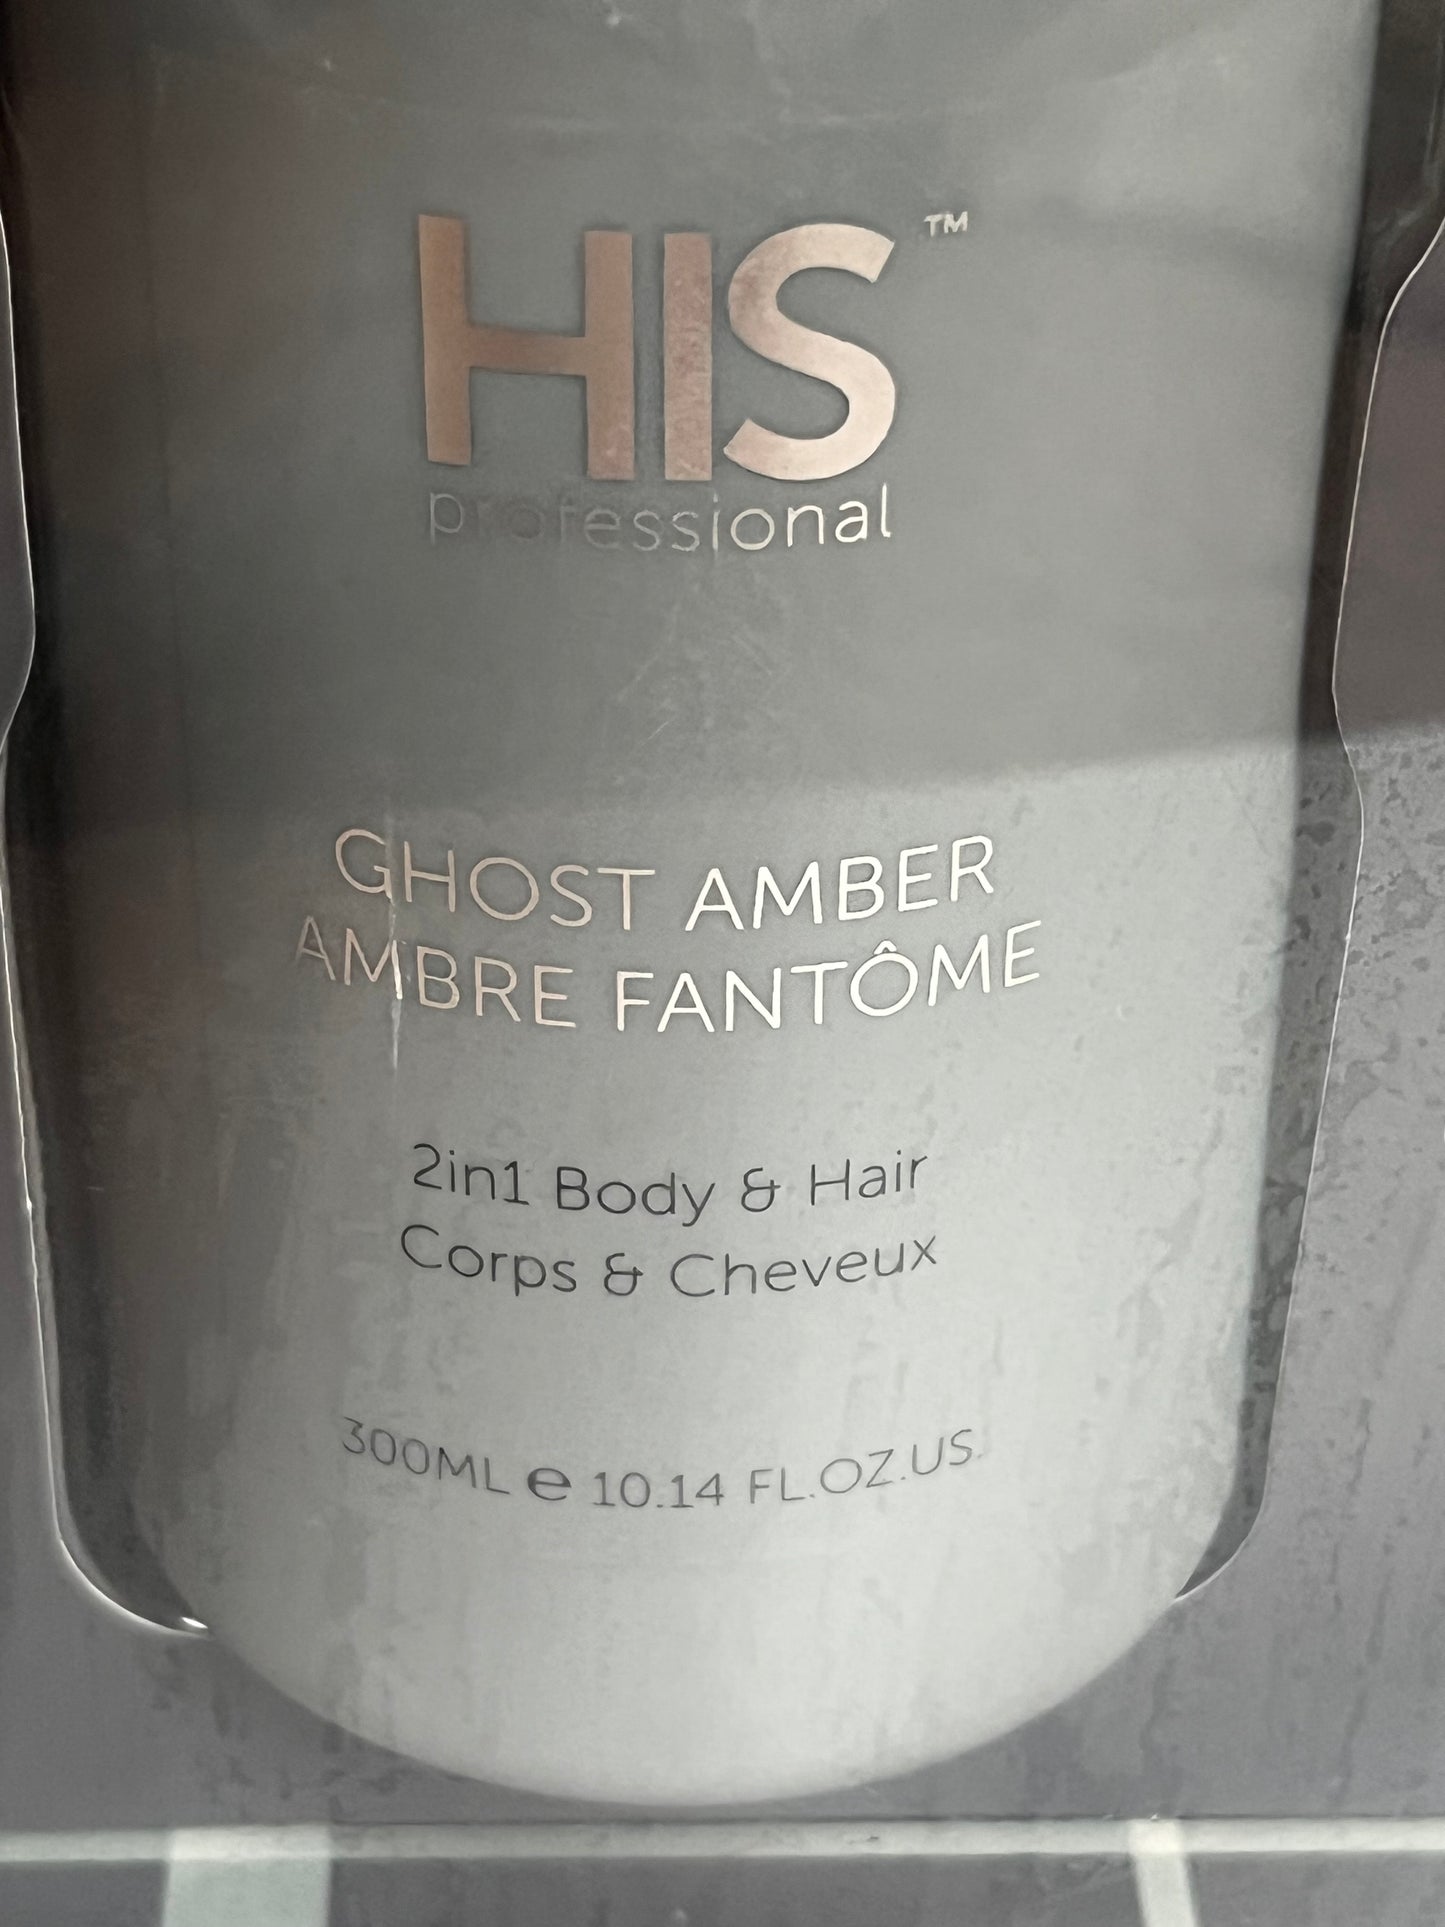 HIS™
professional
GHOST AMBER
AMBRE FANTÔME
2in1 Body & Hair
Corps & Cheveux
300ML e 10.14 FL.OZ.US.